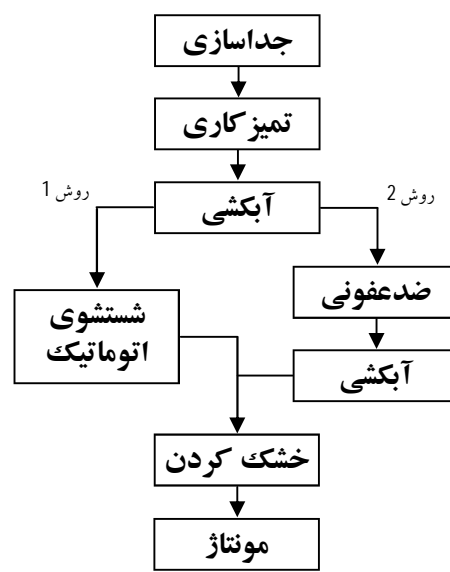 جداسازی
تمیزکاری
آبکشی
روش 2
روش 1
ضدعفونی
شستشوی
اتوماتیک
آبکشی
خشک کردن
مونتاژ